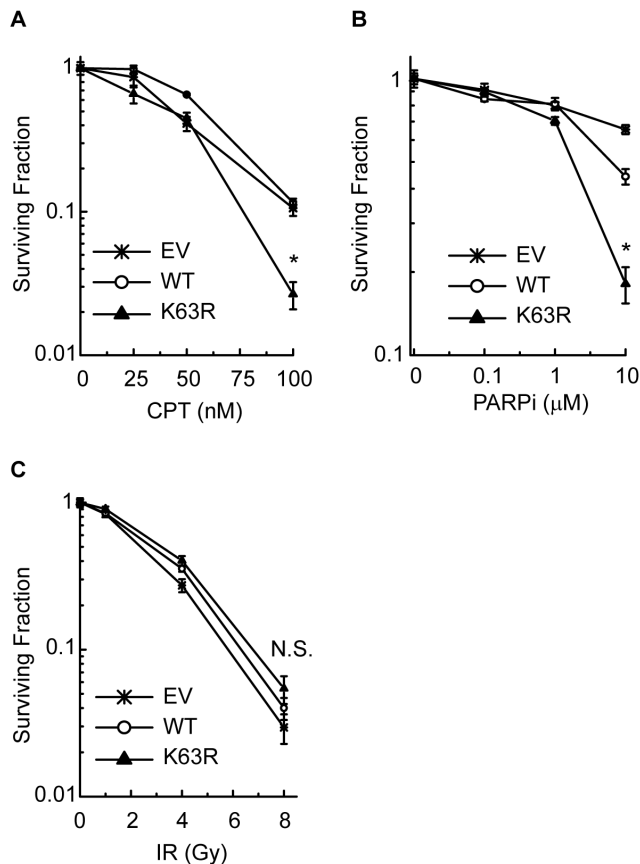 A
Surviving Fraction
1
0.1
0.01
EV
WT
K63R
*
0 25 50 75 100
CPT (nM)
B
Surviving Fraction
1
0.1
EV
WT
K63R
*
0 0.1 1 10
PARPi (μM)
C
Surviving Fraction
1
0.1
0.01
N.S.
EV
WT
K63R
0 2 4 6 8
IR (Gy)